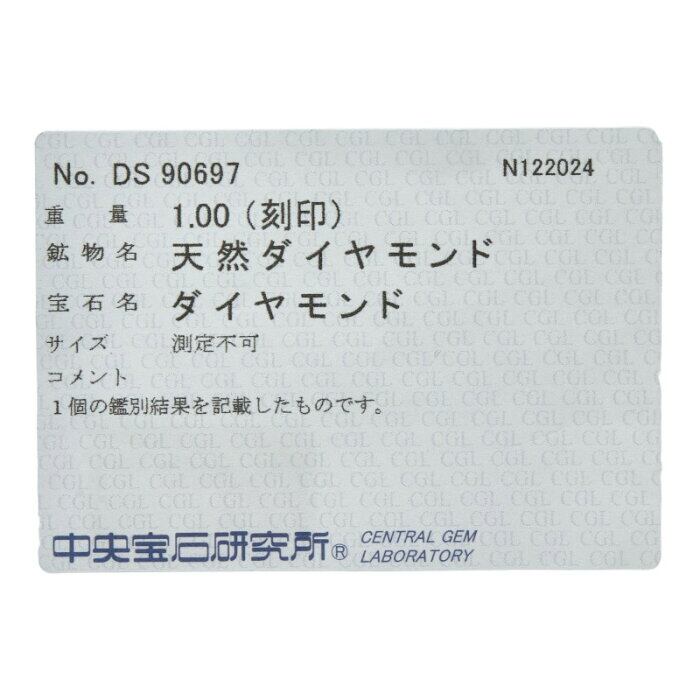 No. DS 90697 N122024
重量 1.00 (刻印)
鉱物名 天然ダイヤモンド
宝石名 ダイヤモンド
サイズ 測定不可
コメント
1個の鑑別結果を記載したものです。
中央宝石研究所® CENTRAL GEM
LABORATORY